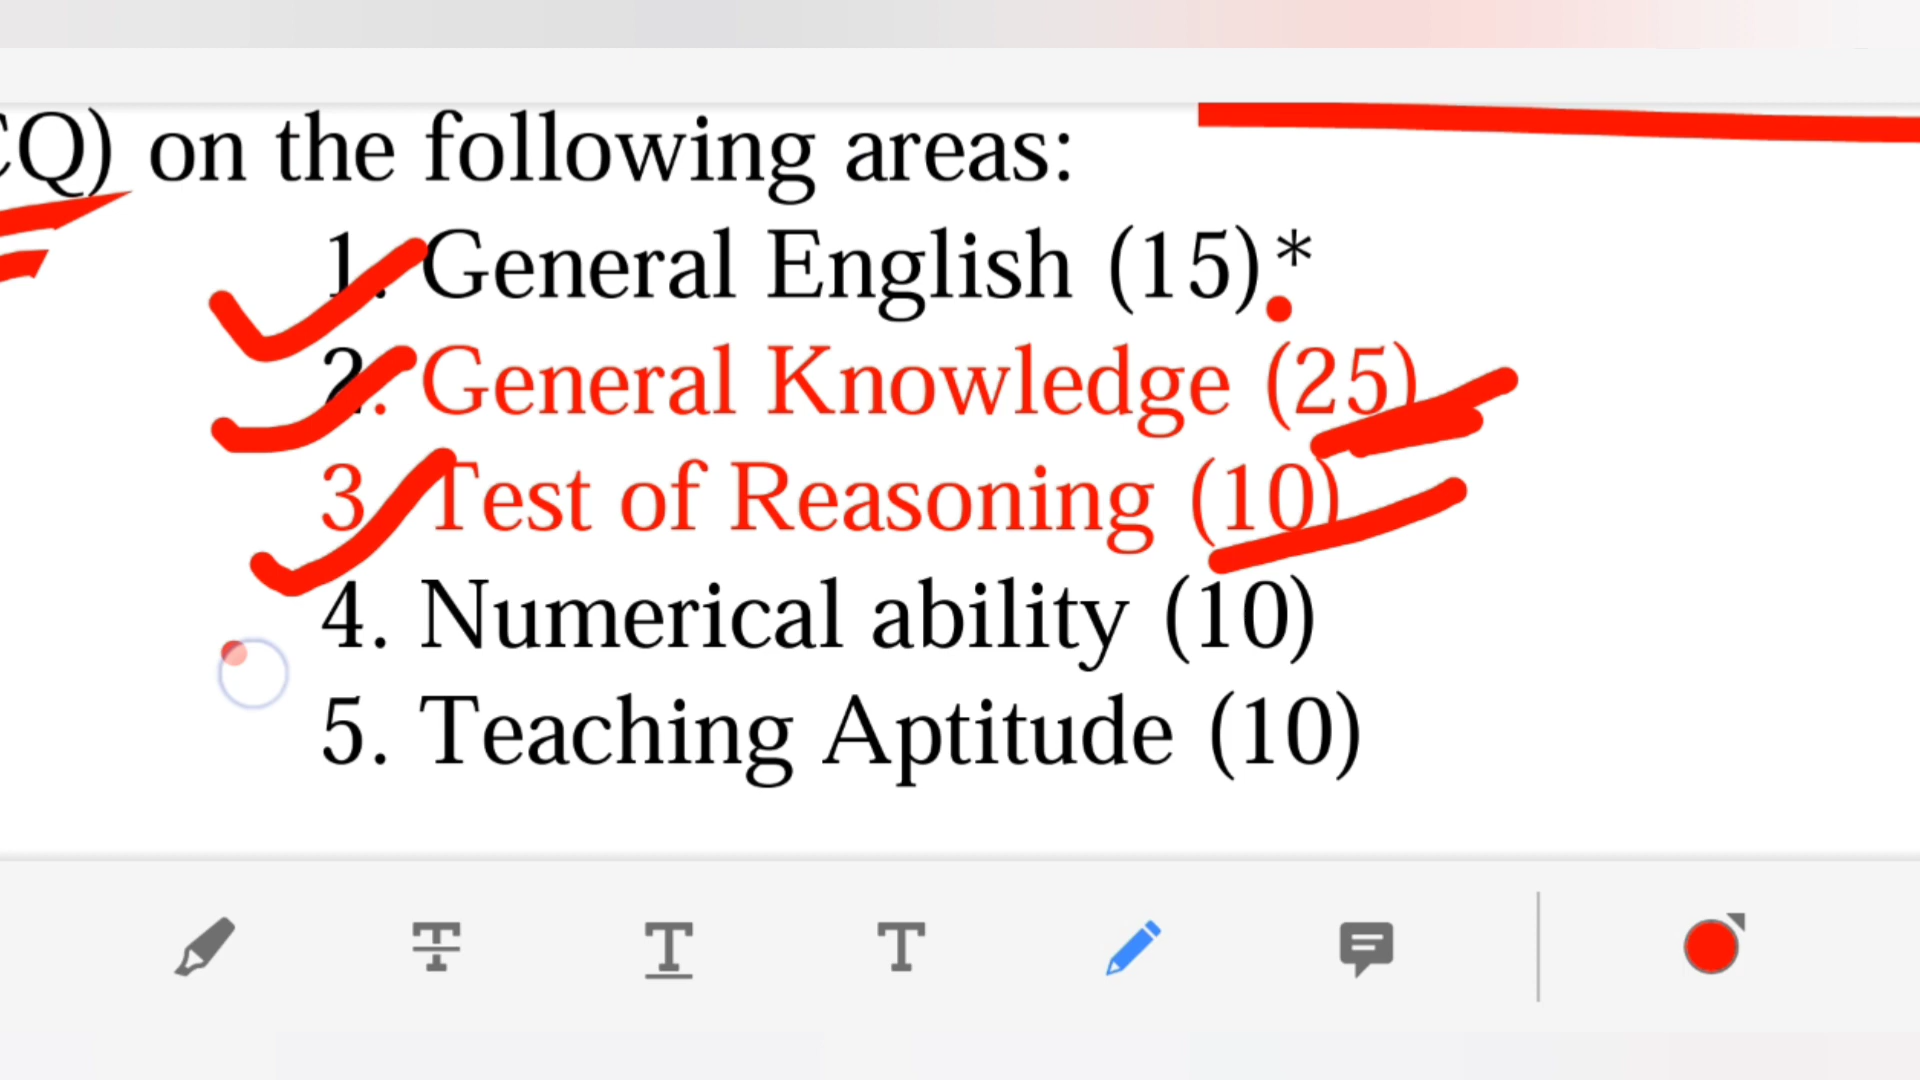 CQ) on the following areas:
1. General English (15)*
2. General Knowledge (25)
3. Test of Reasoning (10)
4. Numerical ability (10)
5. Teaching Aptitude (10)